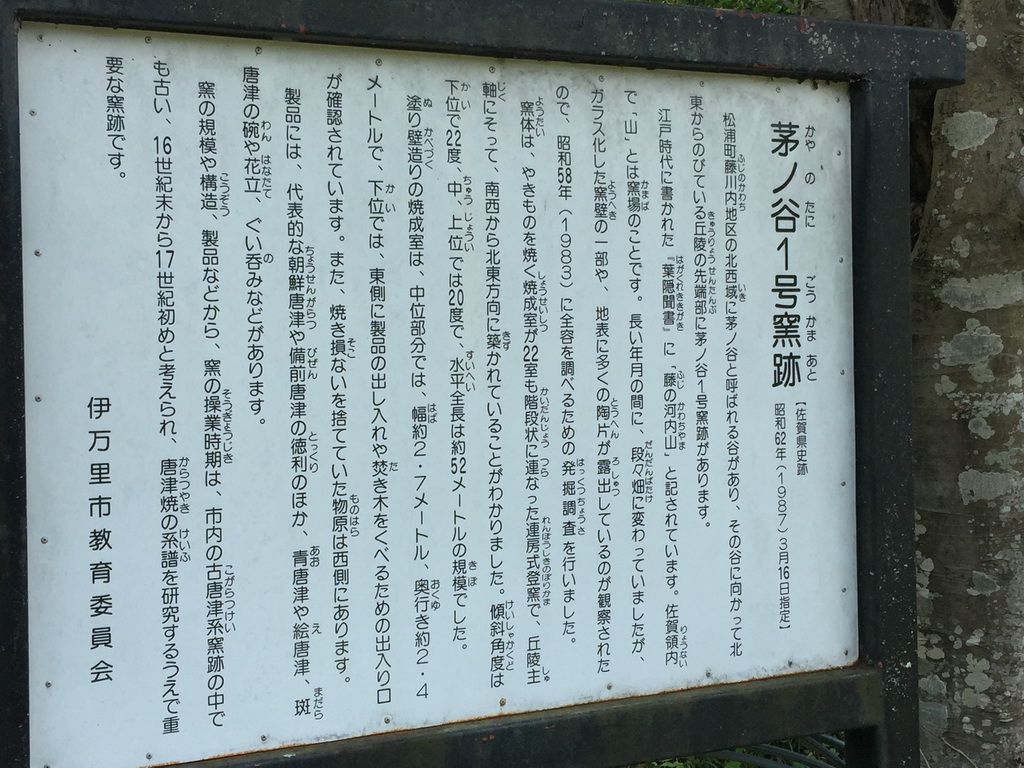 茅ノ谷1号窯跡
【佐賀県史跡
昭和62年(1987)3月16日指定】
松浦町藤川内地区の北西域に茅ノ谷と呼ばれる谷があり、その谷に向かって北
東からのびている丘陵の先端部に茅ノ谷1号窯跡があります。
江戸時代に書かれた『葉隠聞書』に「藤の河内山」と記されています。佐賀領内
で「山」とは窯場のことです。長い年月の間に、段々畑に変わっていましたが、
ガラス化した窯壁の一部や、地表に多くの陶片が露出しているのが観察された
ので、昭和58年(1983)に全容を調べるための発掘調査を行いました。
窯体は、やきものを焼く焼成室が22室も階段状に連なった連房式登窯で、丘陵主
軸にそって、南西から北東方向に築かれていることがわかりました。傾斜角度は
下位で22度、中、上位では20度で、水平全長は約52メートルの規模でした。
塗り壁造りの焼成室は、中位部分では、幅約2・7メートル、奥行き約2・4
メートルで、下位では、東側に製品の出し入れや焚き木をくべるための出入り口
が確認されています。また、焼き損ないを捨てていた物原は西側にあります。
製品には、代表的な朝鮮唐津や備前唐津の徳利のほか、青唐津や絵唐津、斑
唐津の碗や花立、ぐい呑みなどがあります。
窯の規模や構造、製品などから、窯の操業時期は、市内の古唐津系窯跡の中で
も古い、16世紀末から17世紀初めと考えられ、唐津焼の系譜を研究するうえで重
要な窯跡です。
伊万里市教育委員会